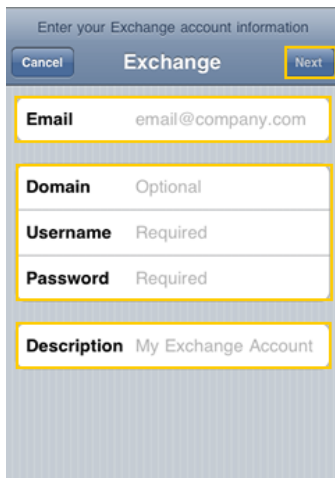 Enter your Exchange account information
Cancel Exchange Next
Email email@company.com
Domain Optional
Username Required
Password Required
Description My Exchange Account